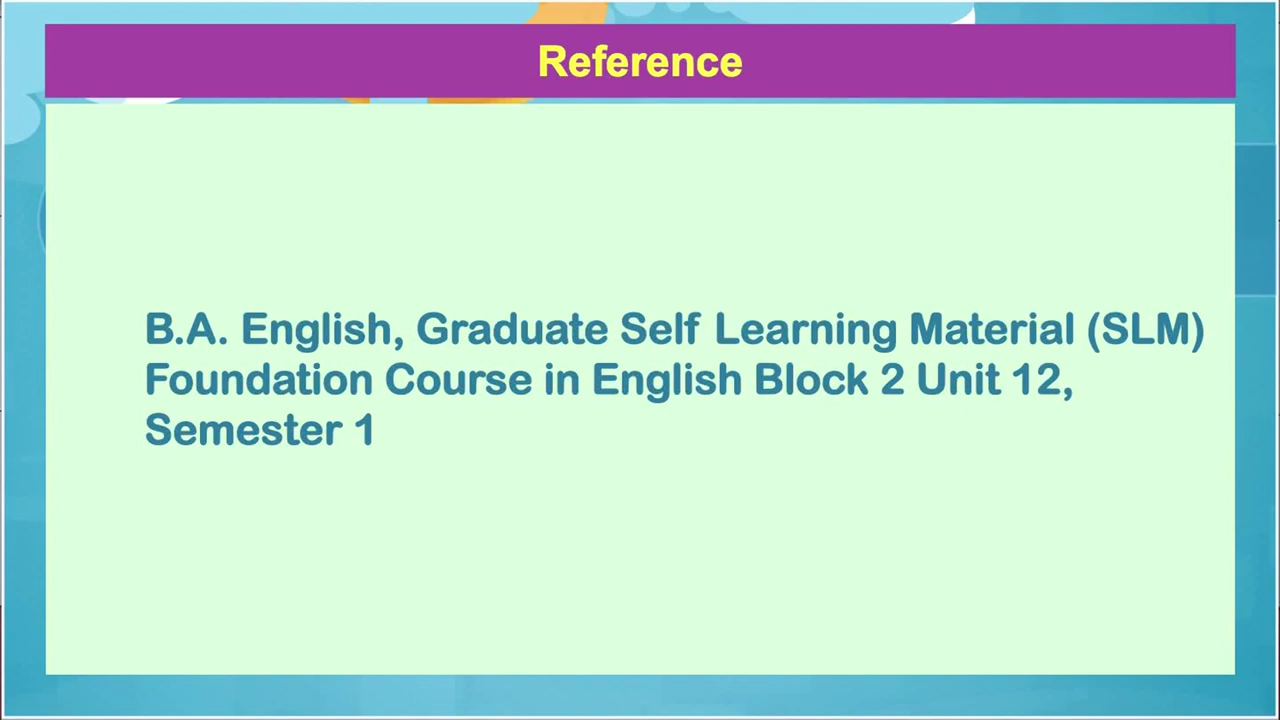 Reference
B.A. English, Graduate Self Learning Material (SLM)
Foundation Course in English Block 2 Unit 12,
Semester 1